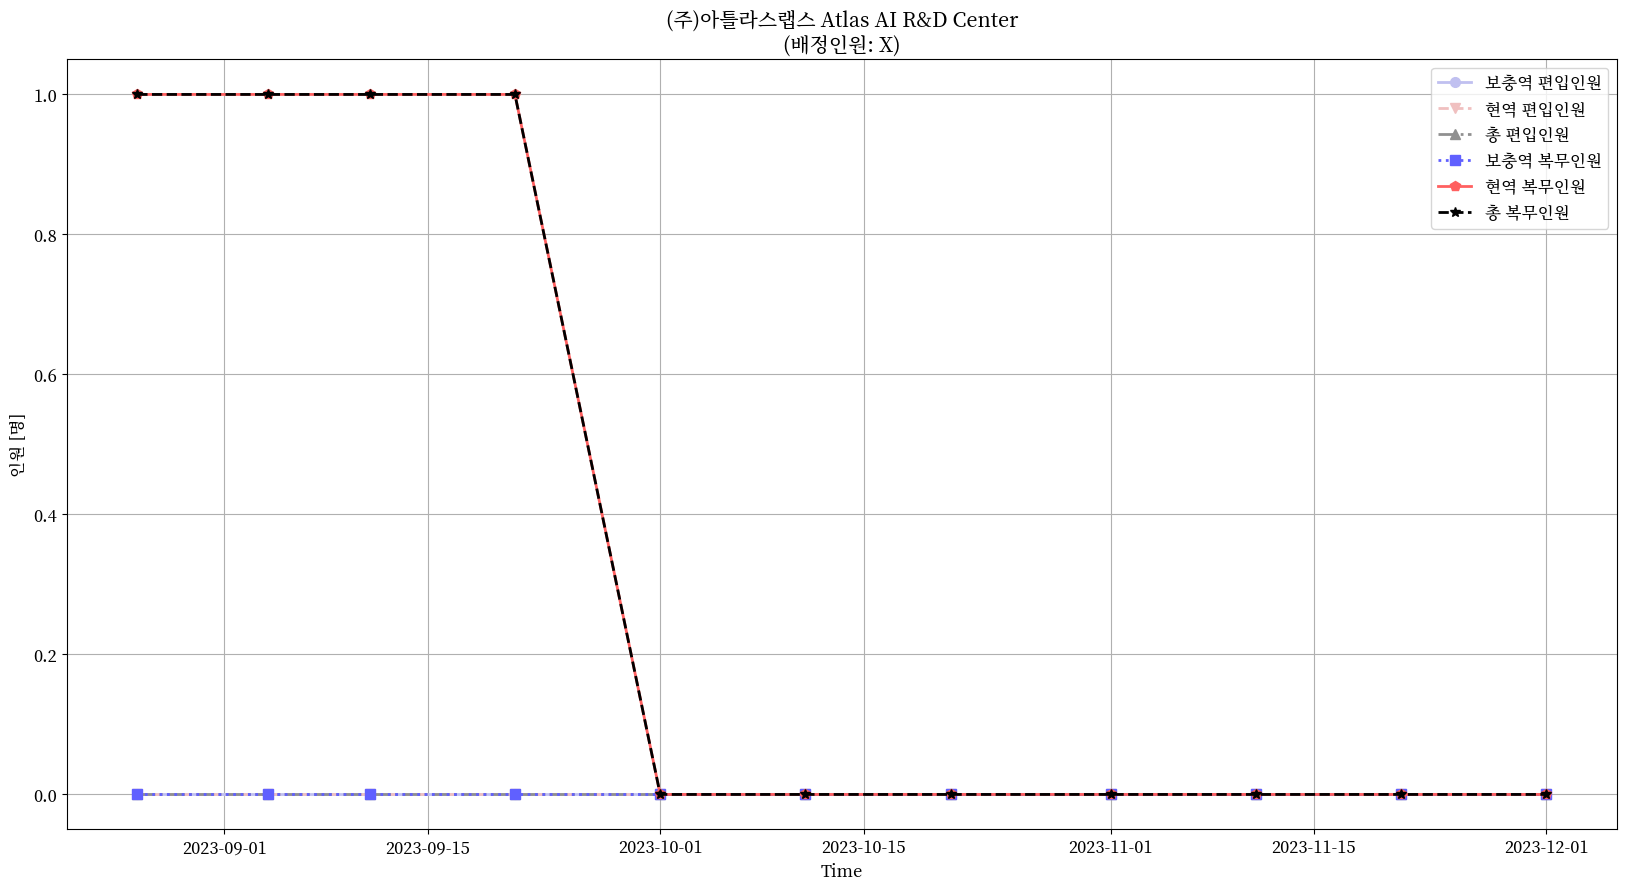 (주)아틀라스랩스 Atlas AI R&D Center
(배정인원: X)
보충역 편입인원
현역 편입인원
총 편입인원
보충역 복무인원
현역 복무인원
총 복무인원
인원 [명]
1.0
0.8
0.6
0.4
0.2
0.0
2023-09-01
2023-09-15
2023-10-01
2023-10-15
2023-11-01
2023-11-15
2023-12-01
Time